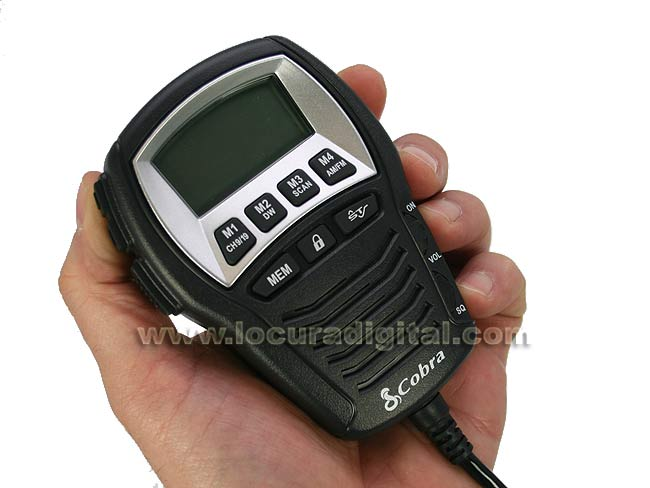 M1
CH9/19
M2
DW
M3
SCAN
M4
AM/FM
MEM
ON
VOL
SQ
www.locuradigital.com
Cobra